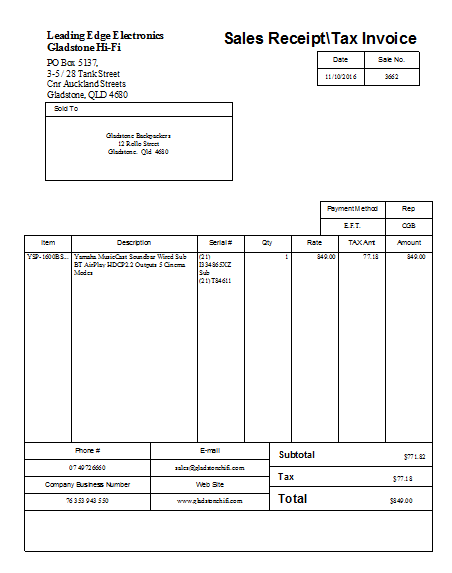 Leading Edge Electronics
Gladstone Hi-Fi
PO Box 5137,
3-5 / 28 Tank Street
Cnr Auckland Streets
Gladstone, QLD 4680
Sales Receipt\Tax Invoice
Date Sale No.
11/10/2016 3662
Sold To
Gladstone Backpackers
12 Rollo Street
Gladstone. Qld 4680
Payment Method Rep
E.F.T. CGB
Item Description Serial # Qty Rate TAX Amt Amount
YSP-1600BS... Yamaha MusicCast Soundbar Wired Sub (21) 1 849.00 77.18 849.00
BT AirPlay HDCP2.2 Outputs 5 Cinema I334865XZ
Modes Sub
(21) T84611
Phone # E-mail
07 49726660 sales@gladstonehifi.com
Company Business Number Web Site
76 353 943 550 www.gladstonehifi.com
Subtotal $771.82
Tax $77.18
Total $849.00